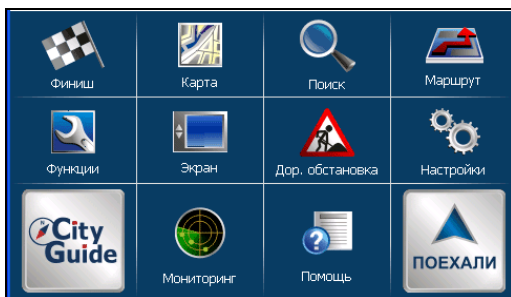 Финиш
Карта
Поиск
Маршрут
Функции
Экран
Дор. обстановка
Настройки
City
Guide
Мониторинг
Помощь
ПОЕХАЛИ